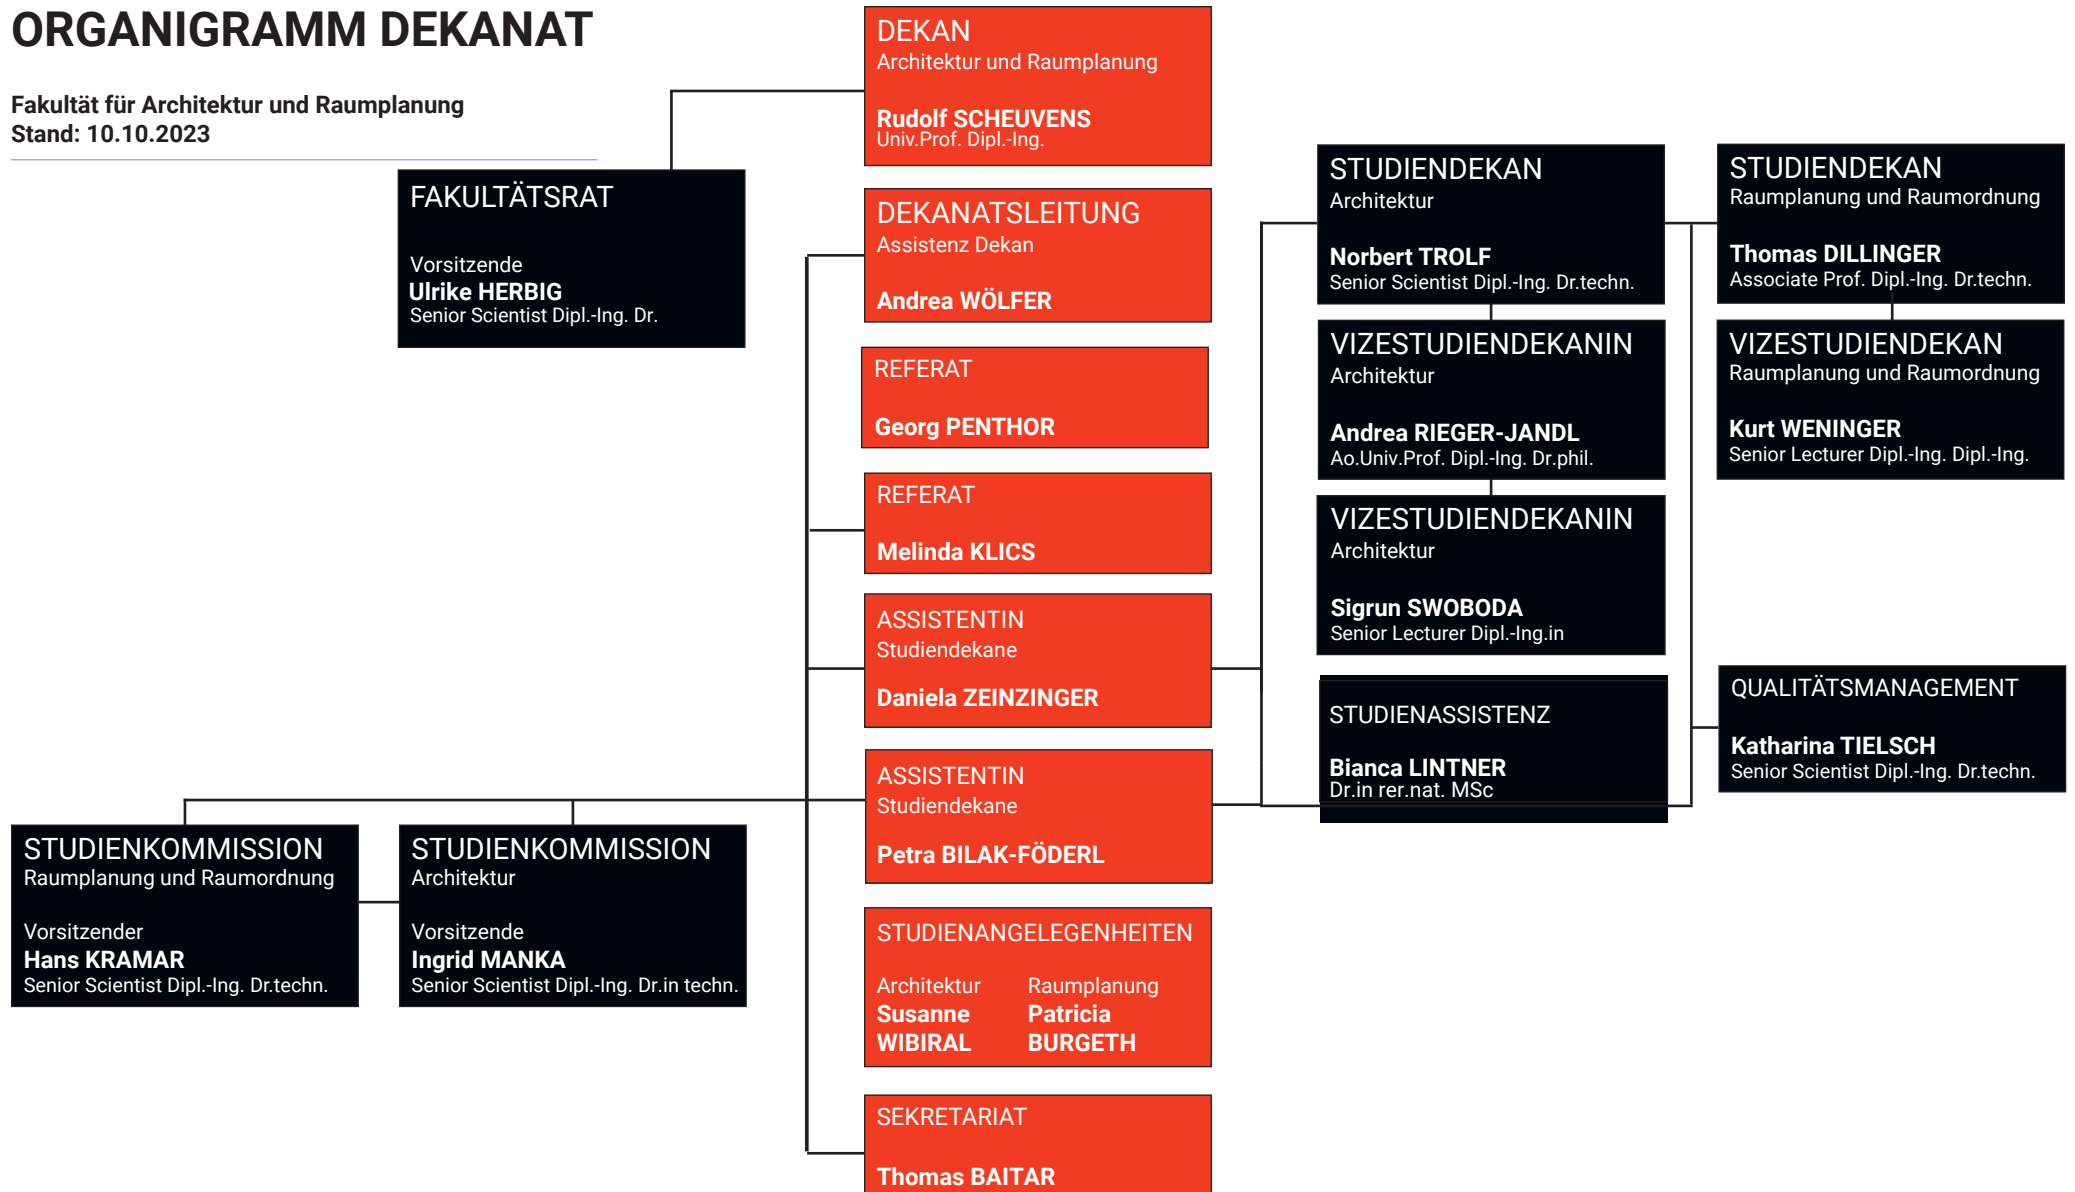 ORGANIGRAMM DEKANAT
Fakultät für Architektur und Raumplanung
Stand: 10.10.2023
DEKAN
Architektur und Raumplanung
Rudolf SCHEUVENS
Univ.Prof. Dipl.-Ing.
FAKULTÄTSRAT
Vorsitzende
Ulrike HERBIG
Senior Scientist Dipl.-Ing. Dr.
DEKANATSLEITUNG
Assistenz Dekan
Andrea WÖLFER
REFERAT
Georg PENTHOR
REFERAT
Melinda KLICS
ASSISTENTIN
Studiendekane
Daniela ZEINZINGER
ASSISTENTIN
Studiendekane
Petra BILAK-FÖDERL
STUDIENANGELEGENHEITEN
Architektur Raumplanung
Susanne Patricia
WIBIRAL BURGETH
SEKRETARIAT
Thomas BAITAR
STUDIENDEKAN
Architektur
Norbert TROLF
Senior Scientist Dipl.-Ing. Dr.techn.
VIZESTUDIENDEKANIN
Architektur
Andrea RIEGER-JANDL
Ao.Univ.Prof. Dipl.-Ing. Dr.phil.
VIZESTUDIENDEKANIN
Architektur
Sigrun SWOBODA
Senior Lecturer Dipl.-Ing.in
STUDIENASSISTENZ
Bianca LINTNER
Dr.in rer.nat. MSc
STUDIENDEKAN
Raumplanung und Raumordnung
Thomas DILLINGER
Associate Prof. Dipl.-Ing. Dr.techn.
VIZESTUDIENDEKAN
Raumplanung und Raumordnung
Kurt WENINGER
Senior Lecturer Dipl.-Ing. Dipl.-Ing.
QUALITÄTSMANAGEMENT
Katharina TIELSCH
Senior Scientist Dipl.-Ing. Dr.techn.
STUDIENKOMMISSION
Raumplanung und Raumordnung
Vorsitzender
Hans KRAMAR
Senior Scientist Dipl.-Ing. Dr.techn.
STUDIENKOMMISSION
Architektur
Vorsitzende
Ingrid MANKA
Senior Scientist Dipl.-Ing. Dr.in techn.